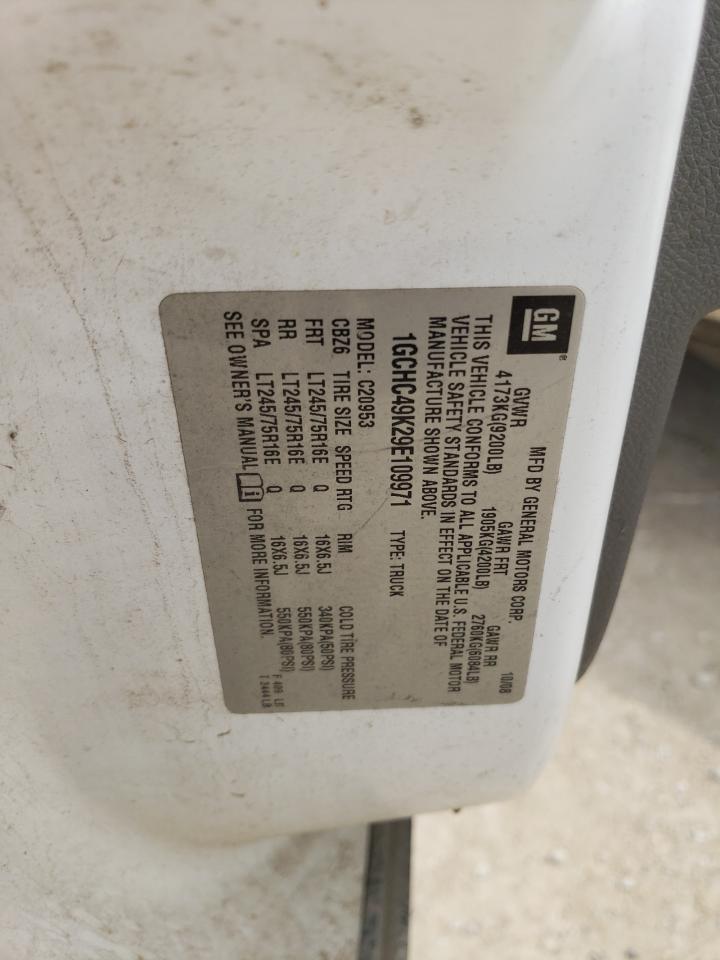 GM ®
MFD BY GENERAL MOTORS CORP. 10/08
GVWR GAWR FRT GAWR RR
4173KG(9200LB) 1905KG(4200LB) 2760KG(6084LB)
THIS VEHICLE CONFORMS TO ALL APPLICABLE U.S. FEDERAL MOTOR
VEHICLE SAFETY STANDARDS IN EFFECT ON THE DATE OF
MANUFACTURE SHOWN ABOVE.
1GCHC49K29E109971 TYPE: TRUCK
MODEL: C20953
CBZ6 TIRE SIZE SPEED RTG RIM COLD TIRE PRESSURE
FRT LT245/75R16E Q 16X6.5J 340KPA(50PSI)
RR LT245/75R16E Q 16X6.5J 550KPA(80PSI)
SPA LT245/75R16E Q 16X6.5J 550KPA(80PSI)
SEE OWNER'S MANUAL FOR MORE INFORMATION.
F 409 LB
T 2444 LB